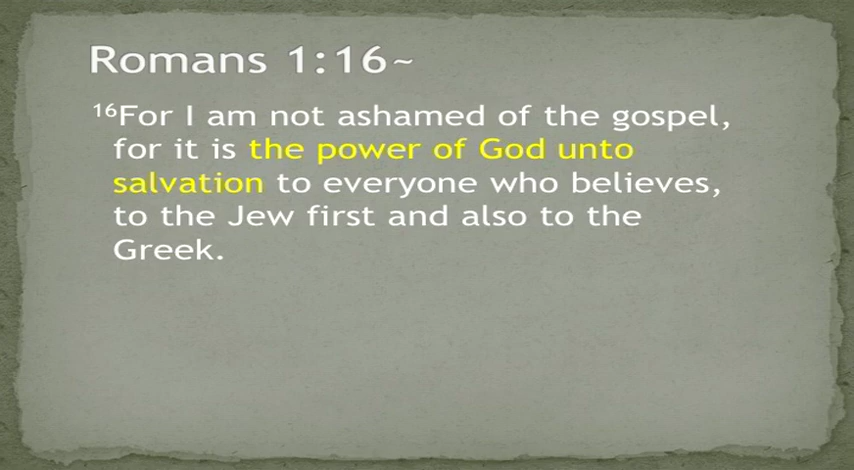 Romans 1:16~
16For I am not ashamed of the gospel,
for it is the power of God unto
salvation to everyone who believes,
to the Jew first and also to the
Greek.